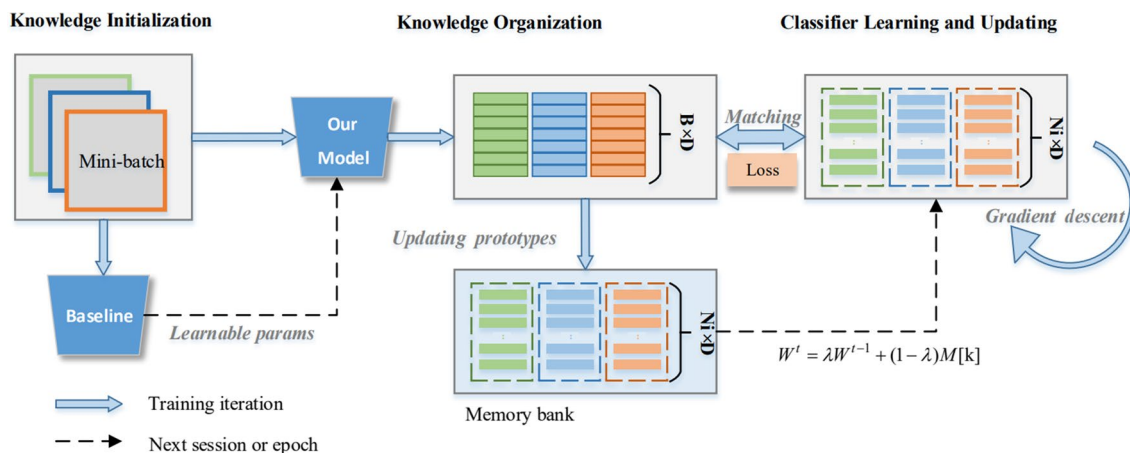 Knowledge Initialization
Knowledge Organization
Classifier Learning and Updating
Mini-batch
Our
Model
B×D
Matching
Loss
Ni×D
Gradient descent
Updating prototypes
Baseline
Learnable params
Ni×D
W^t = λW^{t-1} + (1 − λ)M[k]
Training iteration
Memory bank
Next session or epoch